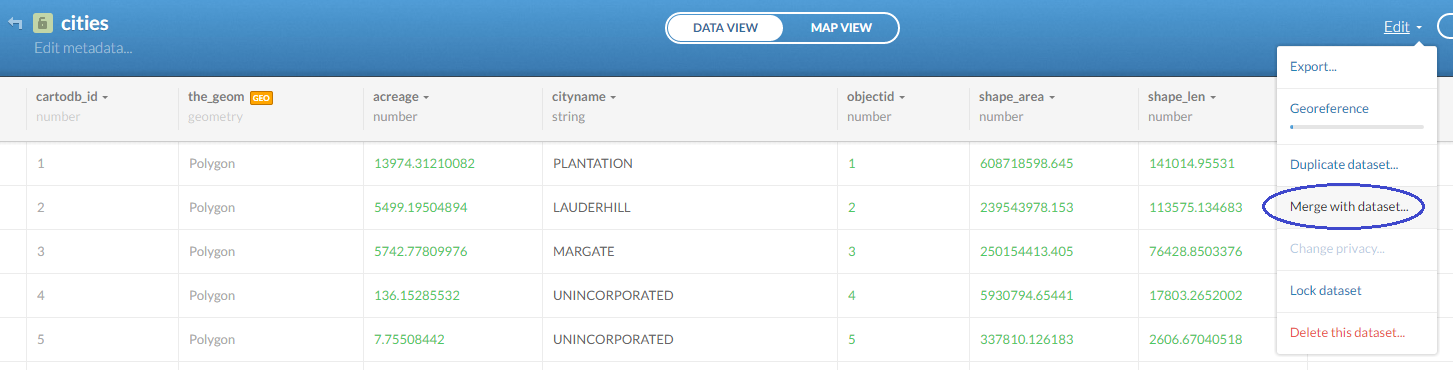 cities
Edit metadata...
DATA VIEW MAP VIEW
Edit
cartodb_id the_geom GEO acreage cityname objectid shape_area shape_len
number geometry number string number number number
1 Polygon 13974.31210082 PLANTATION 1 608718598.645 141014.95531
2 Polygon 5499.19504894 LAUDERHILL 2 239543978.153 113575.134683
3 Polygon 5742.77809976 MARGATE 3 250154413.405 76428.8503376
4 Polygon 136.15285532 UNINCORPORATED 4 5930794.65441 17803.2652002
5 Polygon 7.75508442 UNINCORPORATED 5 337810.126183 2606.67040518
Export...
Georeference
Duplicate dataset...
Merge with dataset...
Change privacy...
Lock dataset
Delete this dataset...